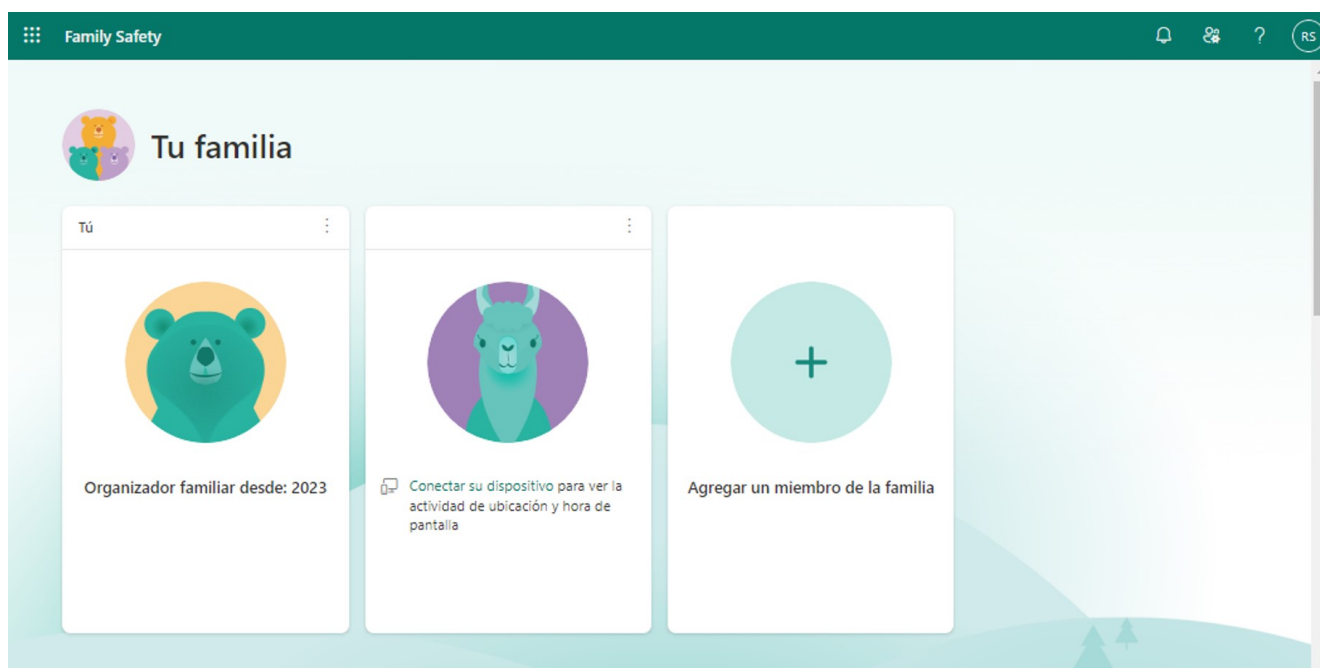 Family Safety
?
RS
Tu familia
Tú
Organizador familiar desde: 2023
Conectar su dispositivo para ver la
actividad de ubicación y hora de
pantalla
Agregar un miembro de la familia